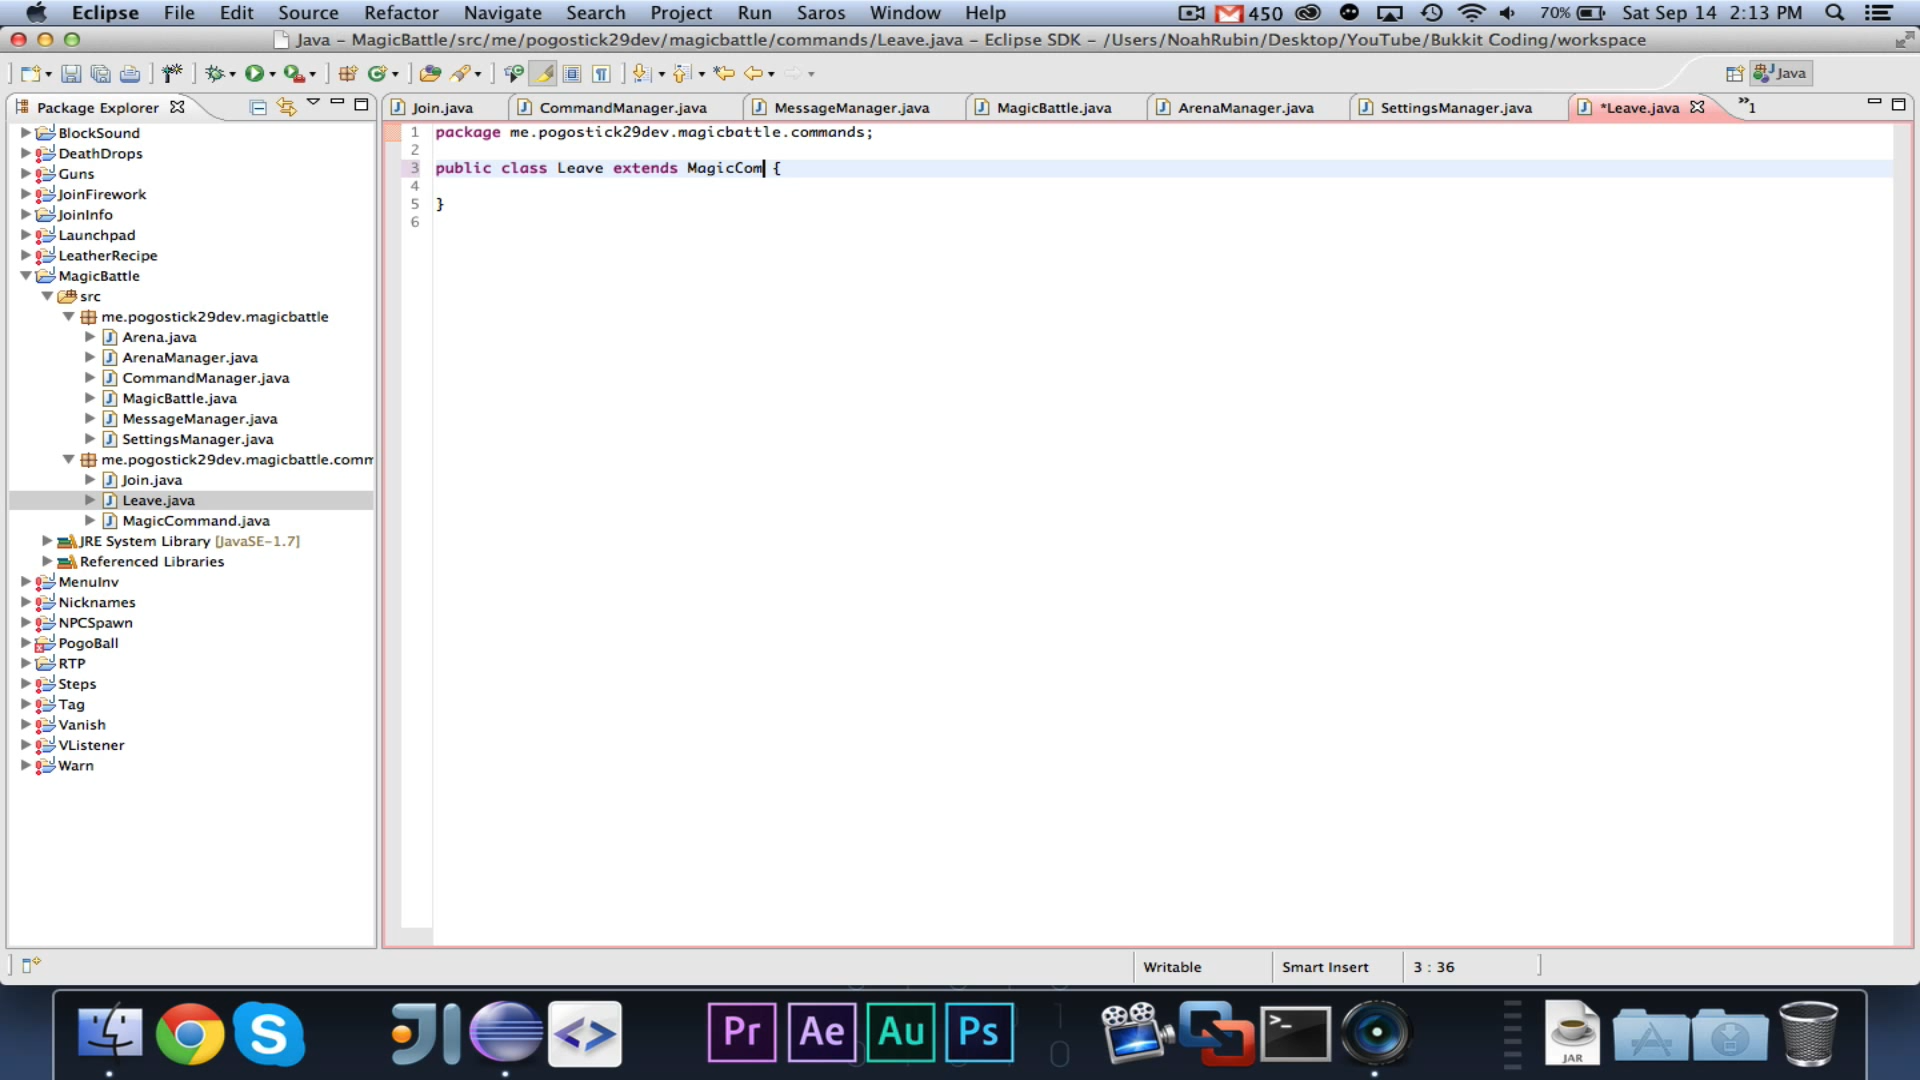 Eclipse File Edit Source Refactor Navigate Search Project Run Saros Window Help 450 70% Sat Sep 14 2:13 PM
Java – MagicBattle/src/me/pogostick29dev/magicbattle/commands/Leave.java – Eclipse SDK – /Users/NoahRubin/Desktop/YouTube/Bukkit Coding/workspace
Java
Package Explorer
Join.java CommandManager.java MessageManager.java MagicBattle.java ArenaManager.java SettingsManager.java *Leave.java »1
BlockSound
DeathDrops
Guns
JoinFirework
JoinInfo
Launchpad
LeatherRecipe
MagicBattle
src
me.pogostick29dev.magicbattle
Arena.java
ArenaManager.java
CommandManager.java
MagicBattle.java
MessageManager.java
SettingsManager.java
me.pogostick29dev.magicbattle.comm
Join.java
Leave.java
MagicCommand.java
JRE System Library [JavaSE-1.7]
Referenced Libraries
MenuInv
Nicknames
NPCSpawn
PogoBall
RTP
Steps
Tag
Vanish
VListener
Warn
1 package me.pogostick29dev.magicbattle.commands;
2
3 public class Leave extends MagicCom {
4
5 }
6
Writable Smart Insert 3 : 36
Pr Ae Au Ps JAR